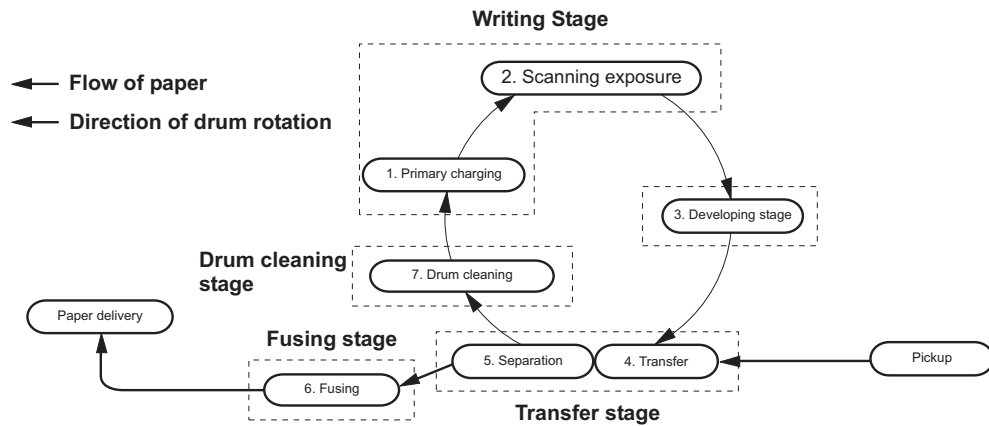 Writing Stage
2. Scanning exposure
Flow of paper
Direction of drum rotation
1. Primary charging
3. Developing stage
Drum cleaning
stage
7. Drum cleaning
Paper delivery
Fusing stage
5. Separation
4. Transfer
Pickup
6. Fusing
Transfer stage